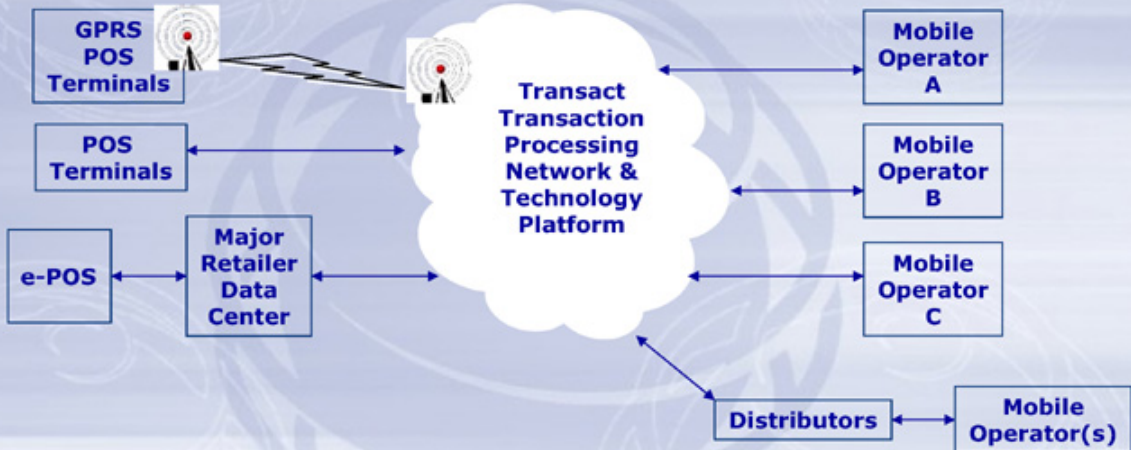 GPRS
POS
Terminals
POS
Terminals
e-POS
Major
Retailer
Data
Center
Transact
Transaction
Processing
Network &
Technology
Platform
Mobile
Operator
A
Mobile
Operator
B
Mobile
Operator
C
Distributors
Mobile
Operator(s)